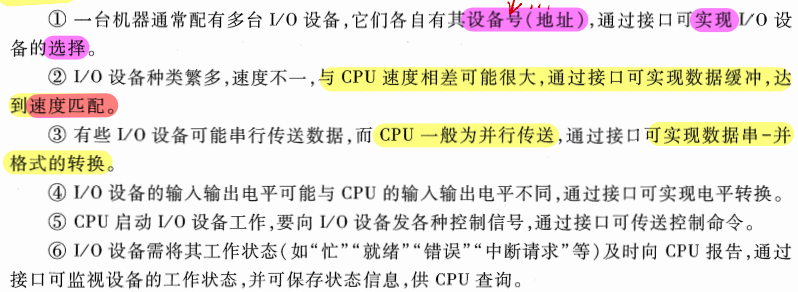 ① 一台机器通常配有多台 I/O 设备,它们各自有其设备号(地址),通过接口可实现 I/O 设
备的选择。
② I/O 设备种类繁多,速度不一,与 CPU 速度相差可能很大,通过接口可实现数据缓冲,达
到速度匹配。
③ 有些 I/O 设备可能串行传送数据,而 CPU 一般为并行传送,通过接口可实现数据串-并
格式的转换。
④ I/O 设备的输入输出电平可能与 CPU 的输入输出电平不同,通过接口可实现电平转换。
⑤ CPU 启动 I/O 设备工作,要向 I/O 设备发各种控制信号,通过接口可传送控制命令。
⑥ I/O 设备需将其工作状态(如“忙”“就绪”“错误”“中断请求”等)及时向 CPU 报告,通过
接口可监视设备的工作状态,并可保存状态信息,供 CPU 查询。